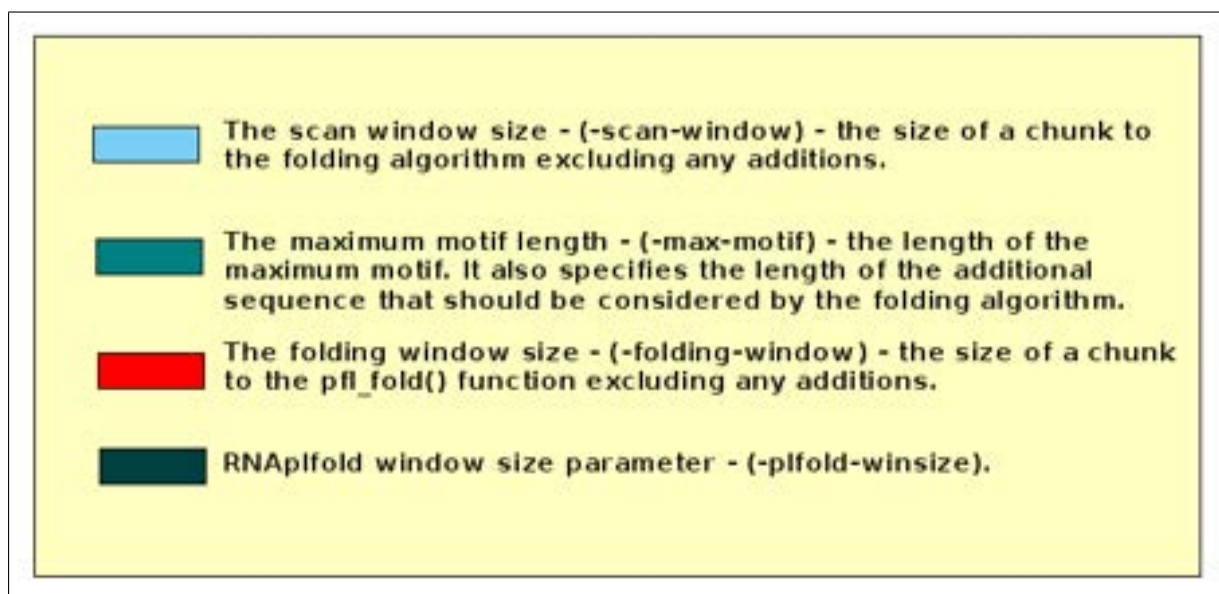 The scan window size - (-scan-window) - the size of a chunk to
the folding algorithm excluding any additions.
The maximum motif length - (-max-motif) - the length of the
maximum motif. It also specifies the length of the additional
sequence that should be considered by the folding algorithm.
The folding window size - (-folding-window) - the size of a chunk
to the pfl_fold() function excluding any additions.
RNAplfold window size parameter - (-plfold-winsize).